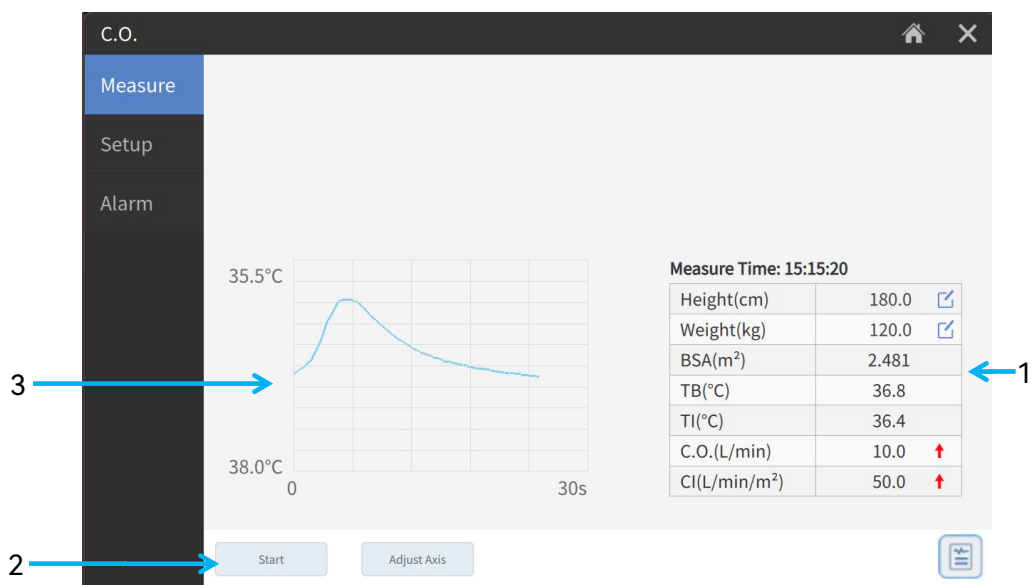 C.O.
Measure
Setup
Alarm
35.5°C
38.0°C
0
30s
Measure Time: 15:15:20
Height(cm) 180.0
Weight(kg) 120.0
BSA(m²) 2.481
TB(°C) 36.8
TI(°C) 36.4
C.O.(L/min) 10.0
CI(L/min/m²) 50.0
1
3
2
Start
Adjust Axis